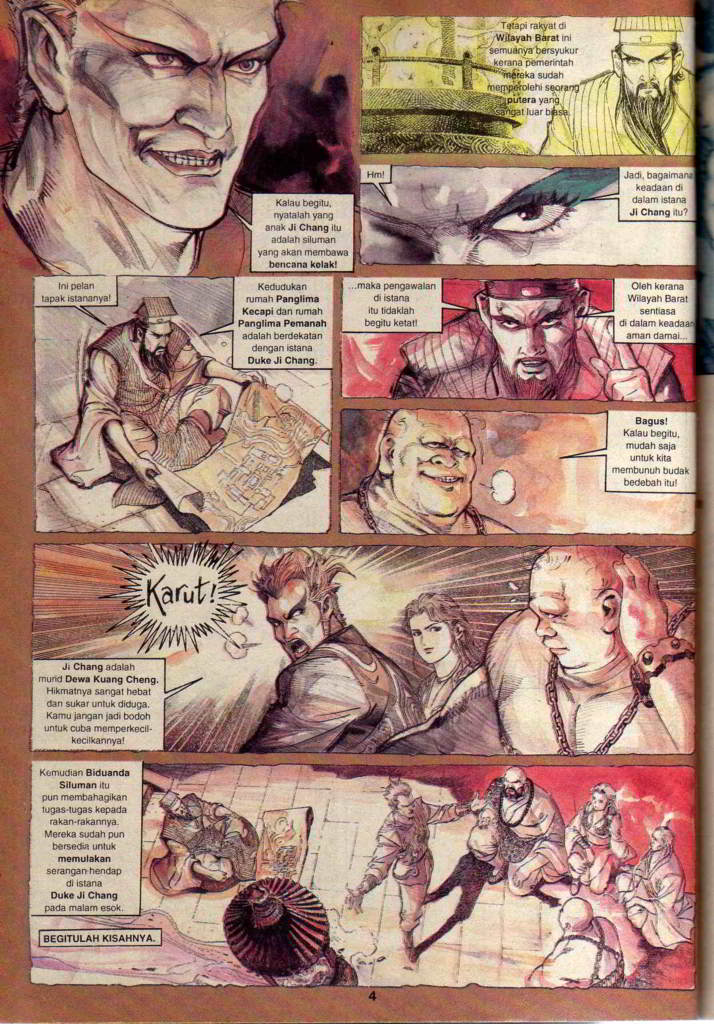 Tetapi rakyat di
Wilayah Barat ini
semuanya bersyukur
kerana pemerintah
mereka sudah
memperolehi seorang
putera yang
sangat luar biasa.
Kalau begitu,
nyatalah yang
anak Ji Chang itu
adalah siluman
yang akan membawa
bencana kelak!
Hm!
Jadi, bagaimana
keadaan di
dalam istana
Ji Chang itu?
Ini pelan
tapak istananya!
Kedudukan
rumah Panglima
Kecapi dan rumah
Panglima Pemanah
adalah berdekatan
dengan istana
Duke Ji Chang.
Oleh kerana
Wilayah Barat
sentiasa
di dalam keadaan
aman damai...
...maka pengawalan
di istana
itu tidaklah
begitu ketat!
Bagus!
Kalau begitu,
mudah saja
untuk kita
membunuh budak
bedebah itu!
Karut!
Ji Chang adalah
murid Dewa Kuang Cheng.
Hikmatnya sangat hebat
dan sukar untuk diduga.
Kamu jangan jadi bodoh
untuk cuba memperkecil-
kecilkannya!
Kemudian Biduanda
Siluman itu
pun membahagikan
tugas-tugas kepada
rakan-rakannya.
Mereka sudah pun
bersedia untuk
memulakan
serangan hendap
di istana
Duke Ji Chang
pada malam esok.
BEGITULAH KISAHNYA.
4